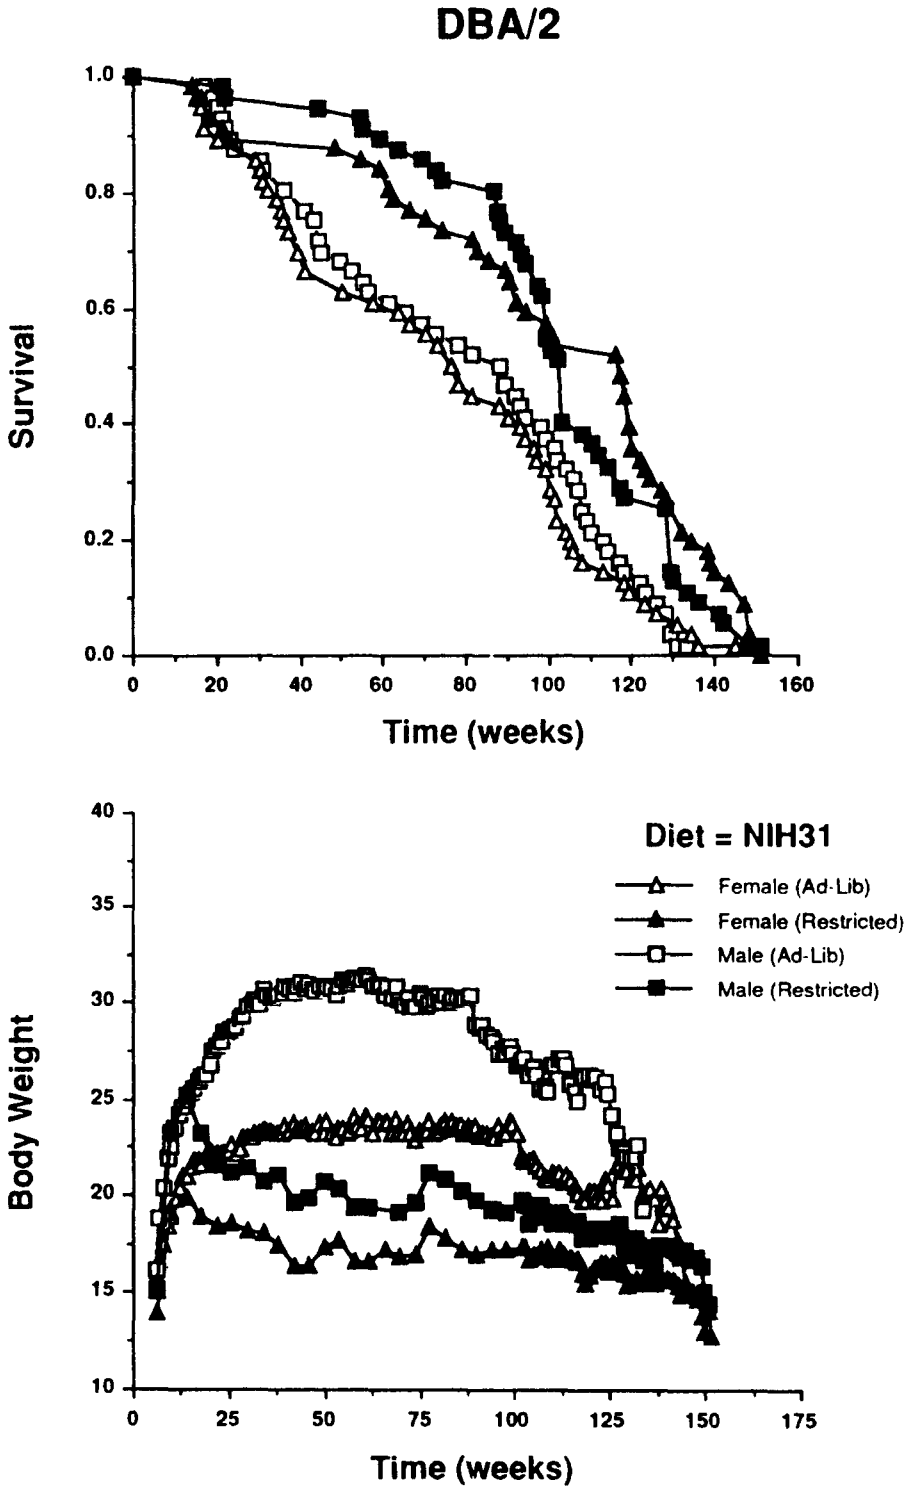 DBA/2
1.0
0.8
0.6
0.4
0.2
0.0
Survival
0 20 40 60 80 100 120 140 160
Time (weeks)
40
35
30
25
20
15
10
Body Weight
Diet = NIH31
Female (Ad-Lib)
Female (Restricted)
Male (Ad-Lib)
Male (Restricted)
0 25 50 75 100 125 150 175
Time (weeks)